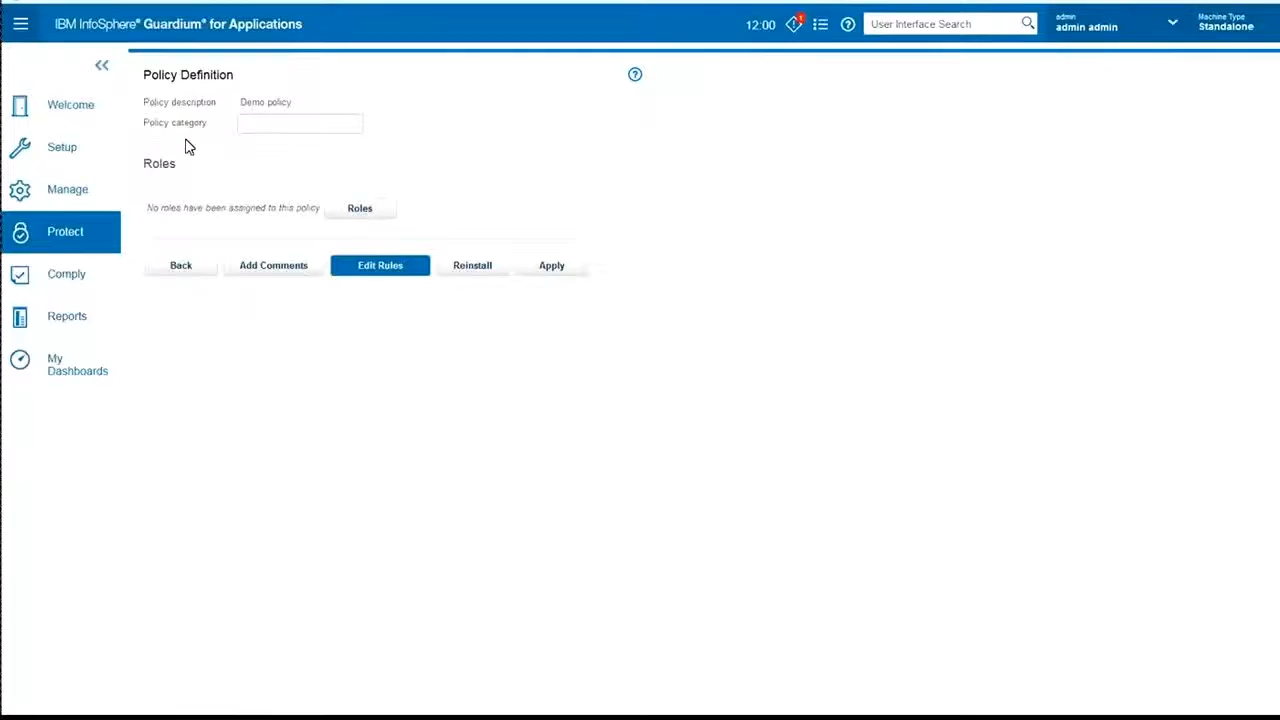 IBM InfoSphere® Guardium® for Applications
12:00
1
User Interface Search
admin
admin admin
Machine Type
Standalone
Welcome
Setup
Manage
Protect
Comply
Reports
My
Dashboards
Policy Definition
Policy description Demo policy
Policy category
Roles
No roles have been assigned to this policy Roles
Back Add Comments Edit Rules Reinstall Apply